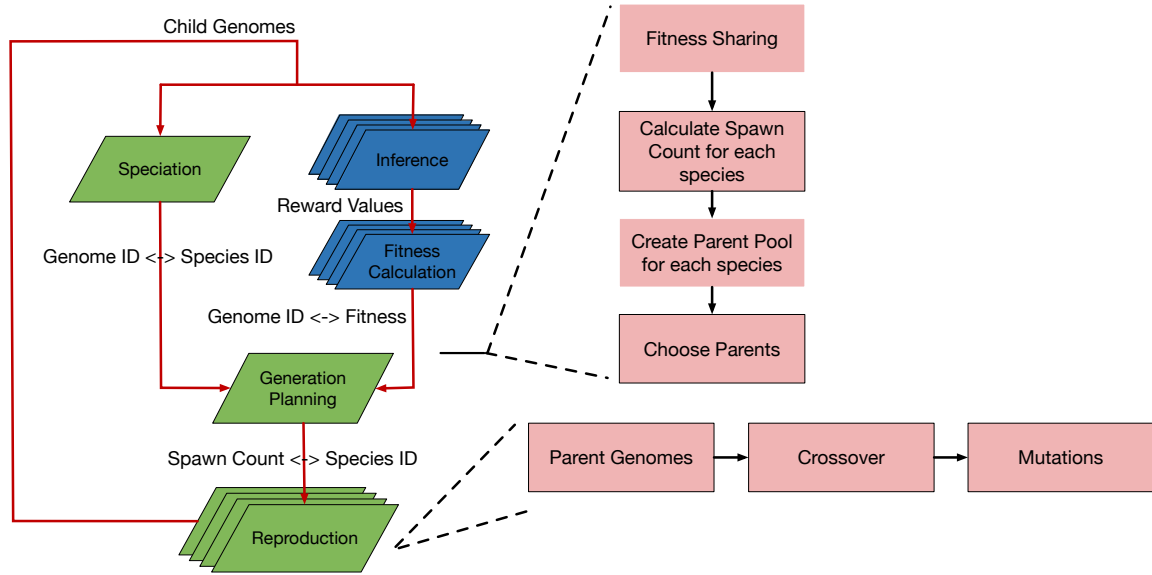 Child Genomes
Speciation
Inference
Reward Values
Genome ID <-> Species ID
Fitness
Calculation
Genome ID <-> Fitness
Generation
Planning
Spawn Count <-> Species ID
Reproduction
Fitness Sharing
Calculate Spawn
Count for each
species
Create Parent Pool
for each species
Choose Parents
Parent Genomes
Crossover
Mutations